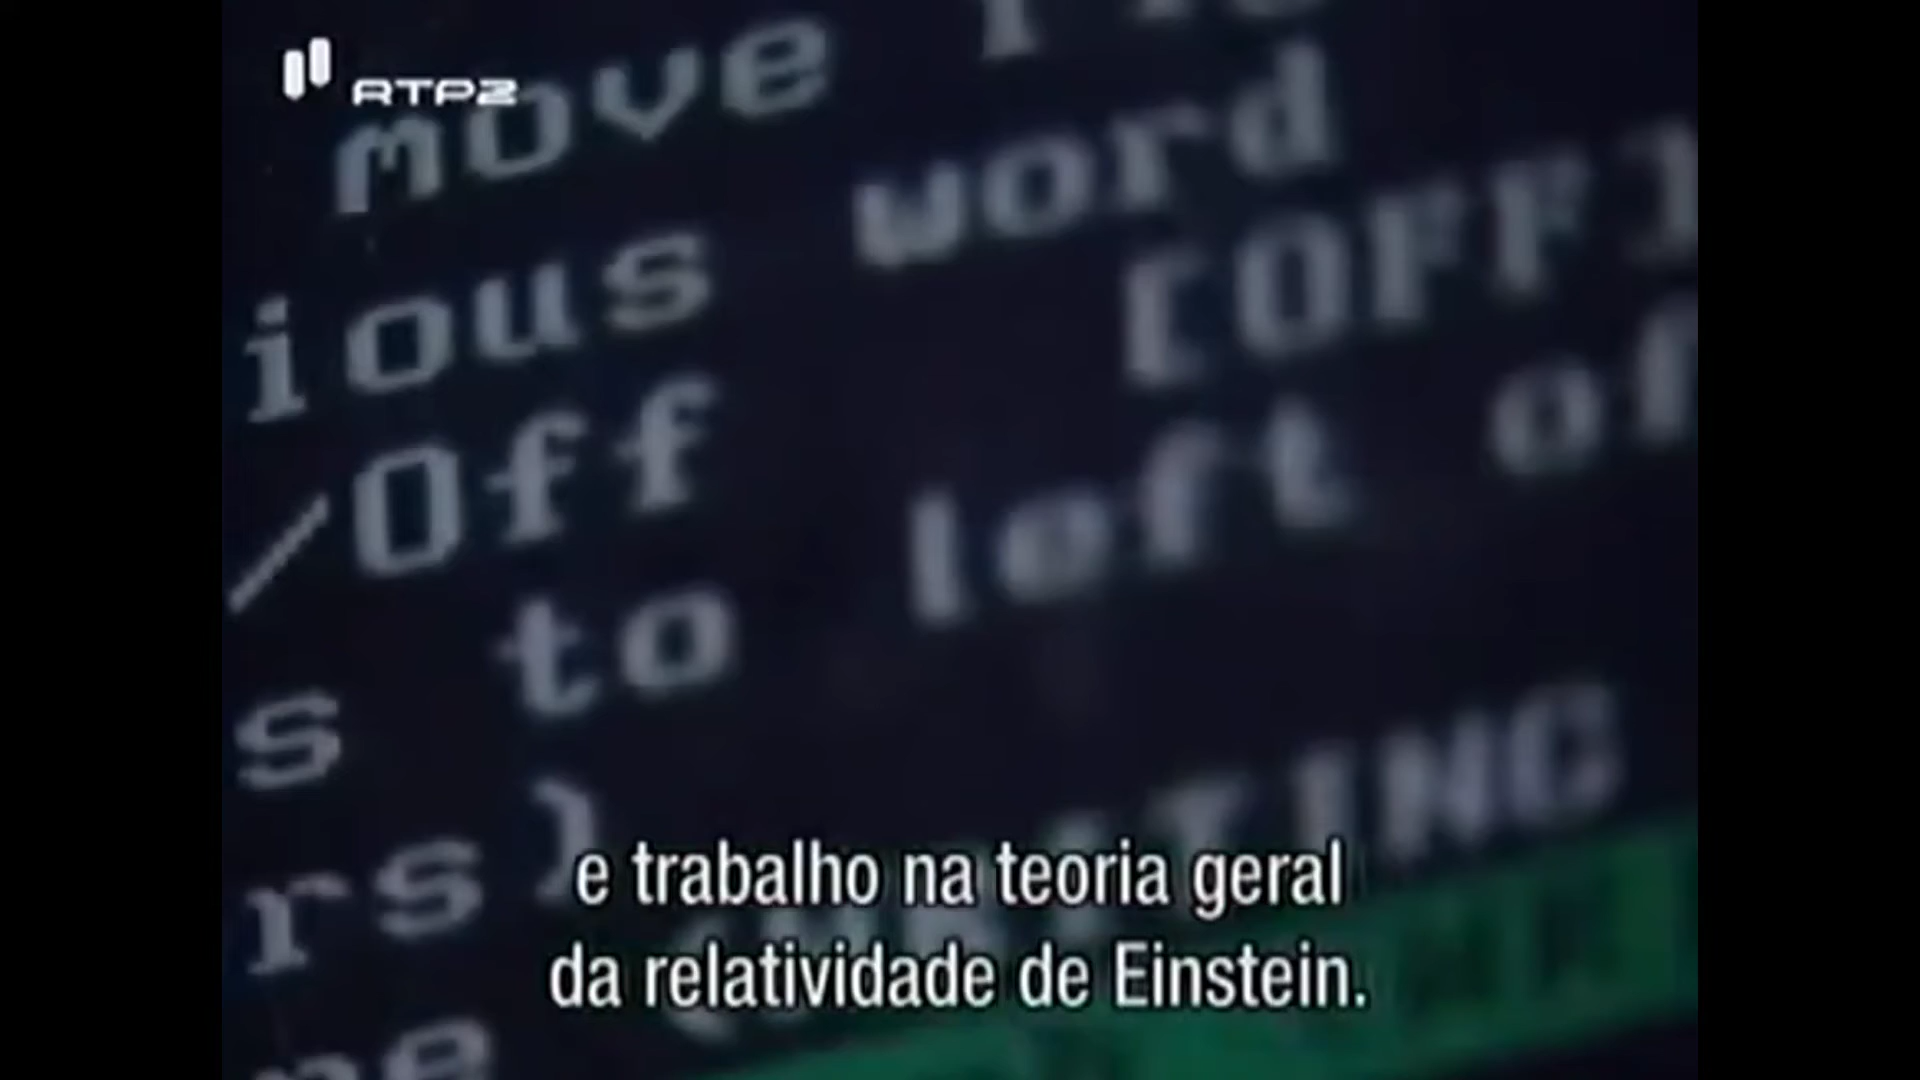 RTP2
move
ious word
/Off [OFF]
s to left of
rs)
e trabalho na teoria geral
da relatividade de Einstein.